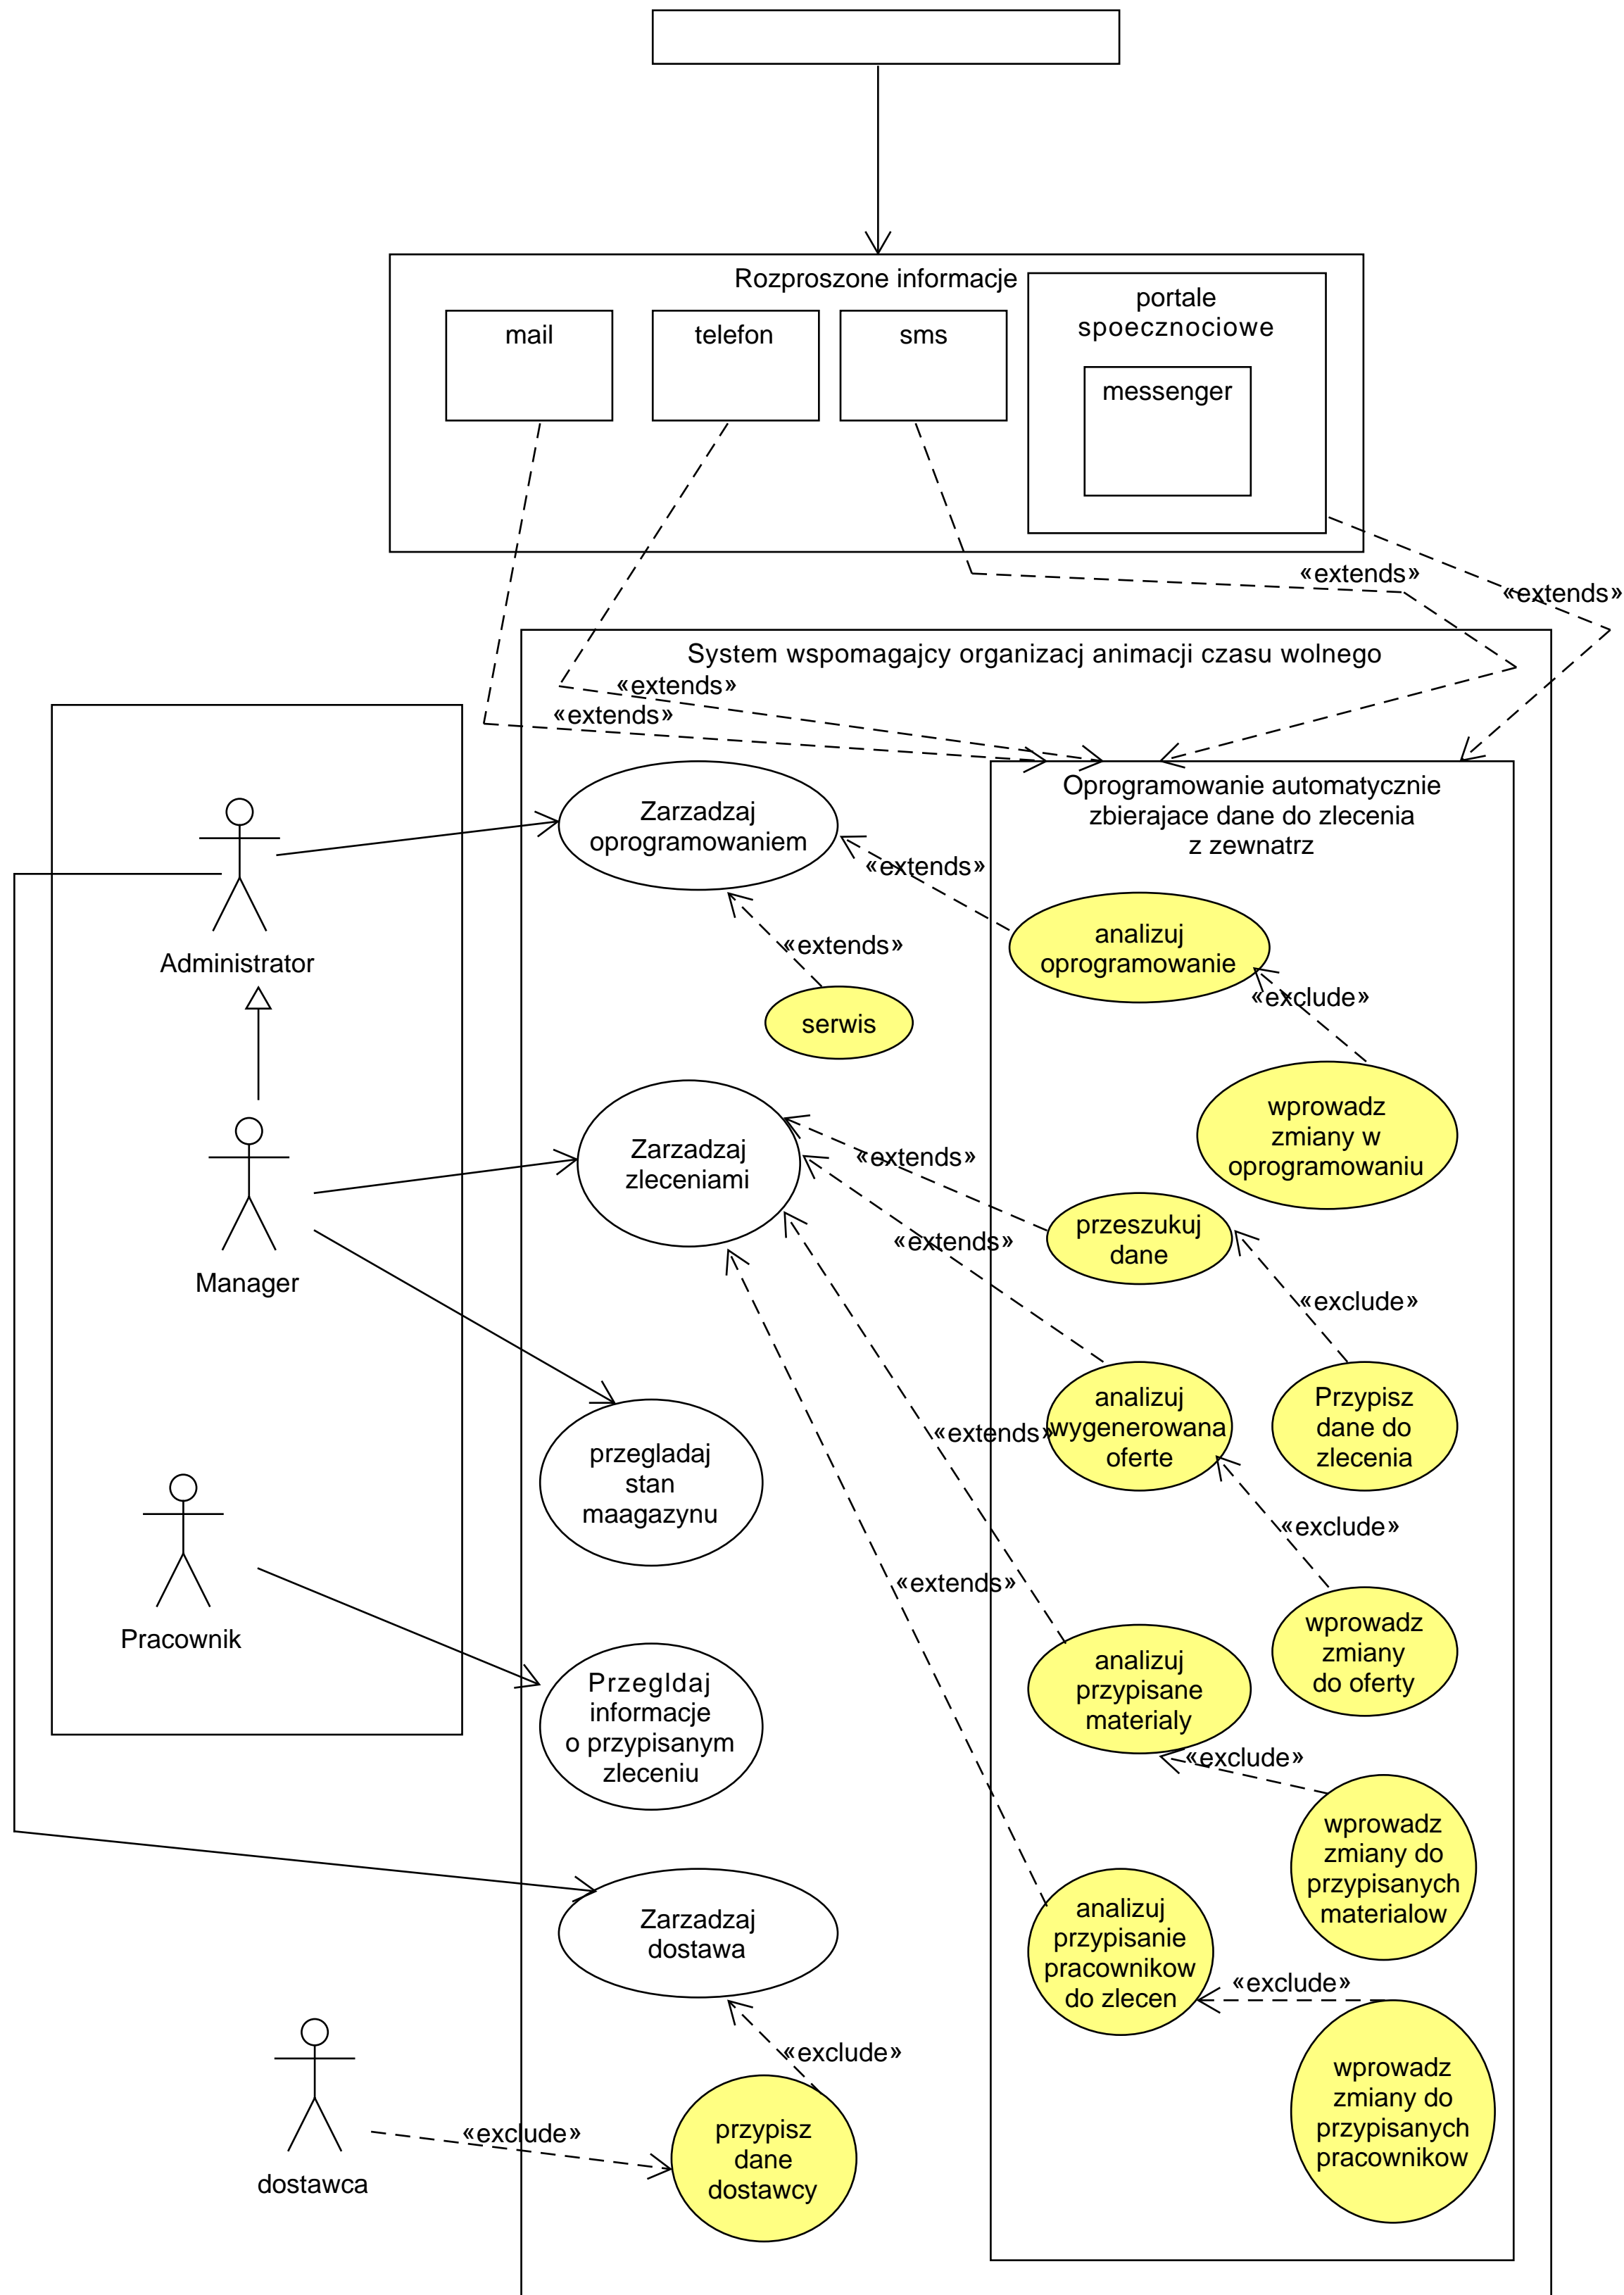 Rozproszone informacje
mail
telefon
sms
portale
spoecznociowe
messenger
«extends»
«extends»
System wspomagajcy organizacj animacji czasu wolnego
«extends»
«extends»
Oprogramowanie automatycznie
zbierajace dane do zlecenia
z zewnatrz
Zarzadzaj
oprogramowaniem
«extends»
analizuj
oprogramowanie
«extends»
Administrator
«exclude»
serwis
wprowadz
zmiany w
oprogramowaniu
Zarzadzaj
zleceniami
«extends»
przeszukuj
dane
«extends»
Manager
«exclude»
analizuj
wygenerowana
oferte
Przypisz
dane do
zlecenia
«extends»
przegladaj
stan
maagazynu
«exclude»
«extends»
Pracownik
wprowadz
zmiany
do oferty
analizuj
przypisane
materialy
Przegldaj
informacje
o przypisanym
zleceniu
«exclude»
wprowadz
zmiany do
przypisanych
materialow
Zarzadzaj
dostawa
analizuj
przypisanie
pracownikow
do zlecen
«exclude»
«exclude»
wprowadz
zmiany do
przypisanych
pracownikow
«exclude»
przypisz
dane
dostawcy
dostawca